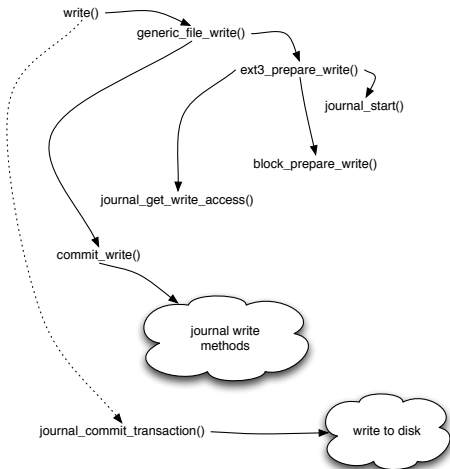 write()
generic_file_write()
ext3_prepare_write()
journal_start()
block_prepare_write()
journal_get_write_access()
commit_write()
journal write
methods
journal_commit_transaction()
write to disk